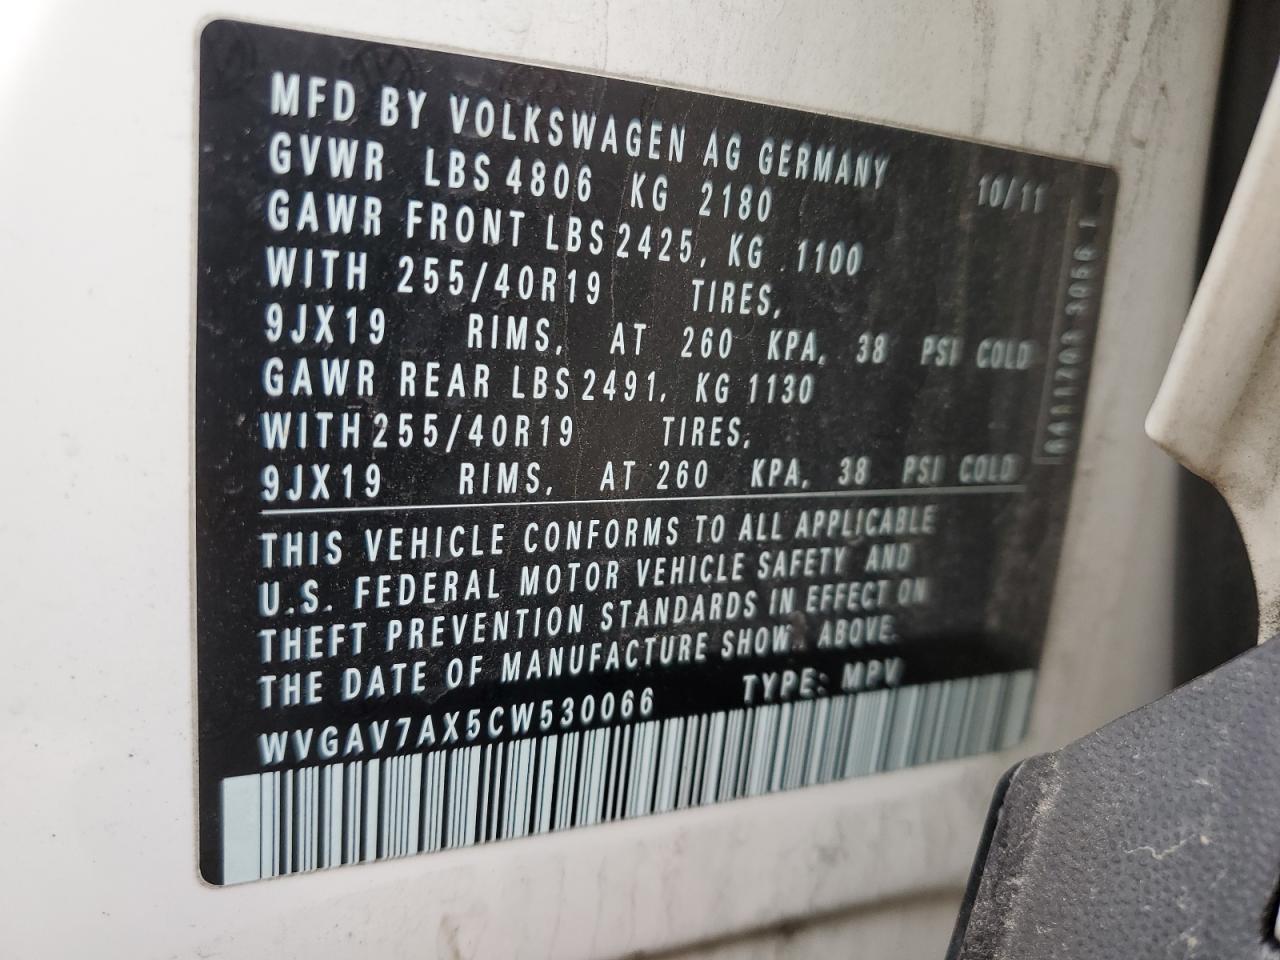 MFD BY VOLKSWAGEN AG GERMANY 10/11
GVWR LBS 4806 KG 2180
GAWR FRONT LBS 2425, KG 1100
WITH 255/40R19 TIRES,
9JX19 RIMS, AT 260 KPA, 38 PSI COLD
GAWR REAR LBS 2491, KG 1130
WITH 255/40R19 TIRES,
9JX19 RIMS, AT 260 KPA, 38 PSI COLD
THIS VEHICLE CONFORMS TO ALL APPLICABLE
U.S. FEDERAL MOTOR VEHICLE SAFETY AND
THEFT PREVENTION STANDARDS IN EFFECT ON
THE DATE OF MANUFACTURE SHOW. ABOVE.
WVGAV7AX5CW530066 TYPE: MPV